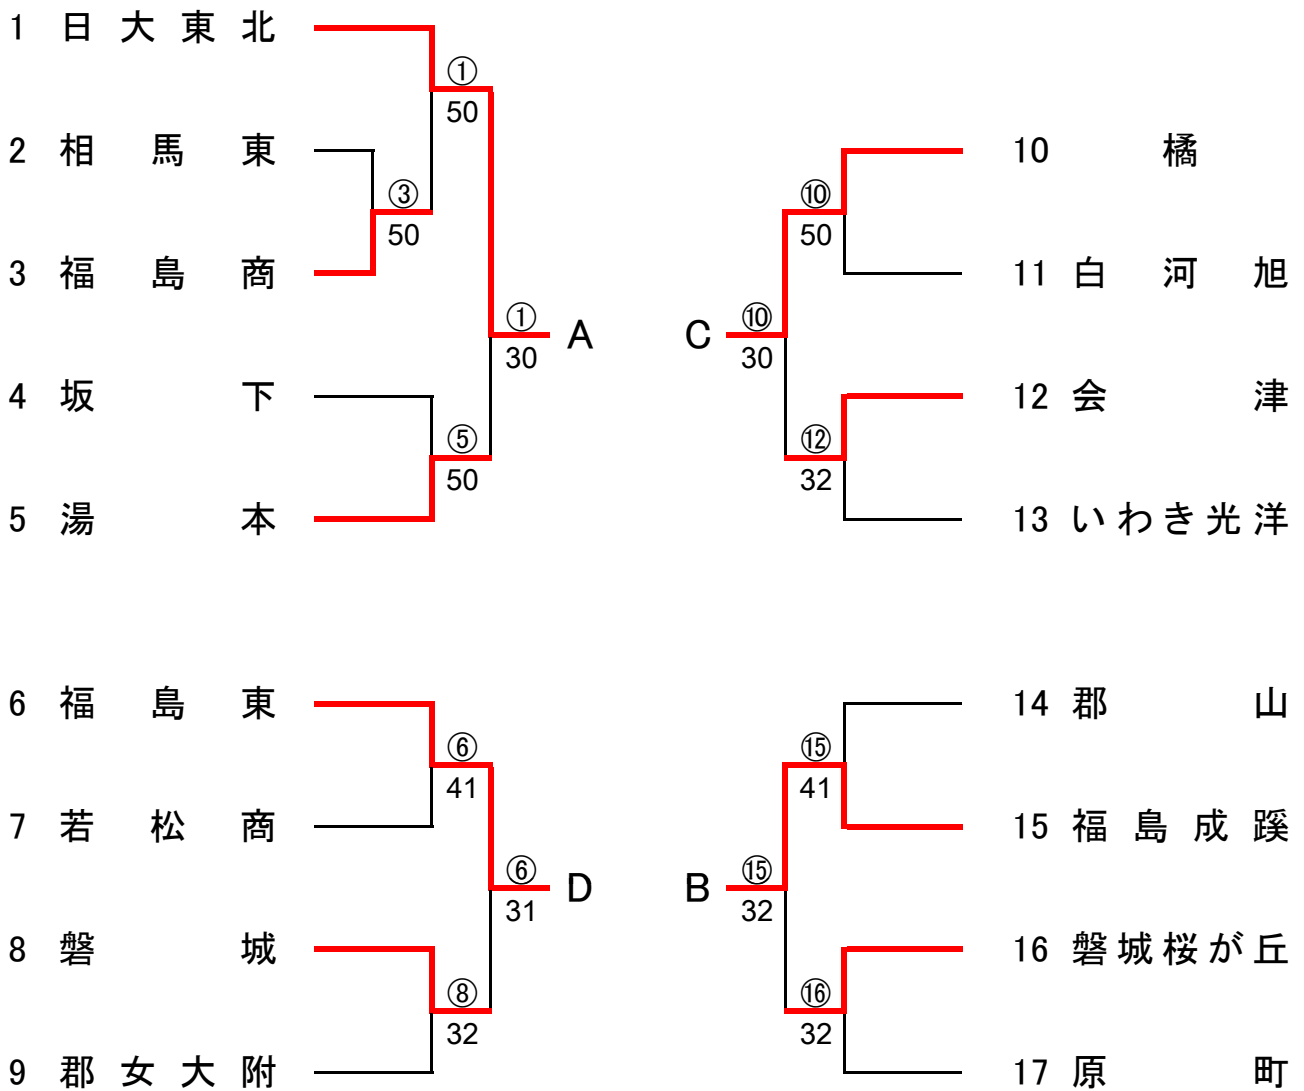 1 日大東北
①
50
2 相馬東
③
50
3 福島商
①
30
A
4 坂下
⑤
50
5 湯本
10 橘
⑩
50
11 白河旭
C
⑩
30
12 会津
⑫
32
13 いわき光洋
6 福島東
⑥
41
7 若松商
⑥
31
D
8 磐城
⑧
32
9 郡女大附
14 郡山
⑮
41
15 福島成蹊
B
⑮
32
16 磐城桜が丘
⑯
32
17 原町